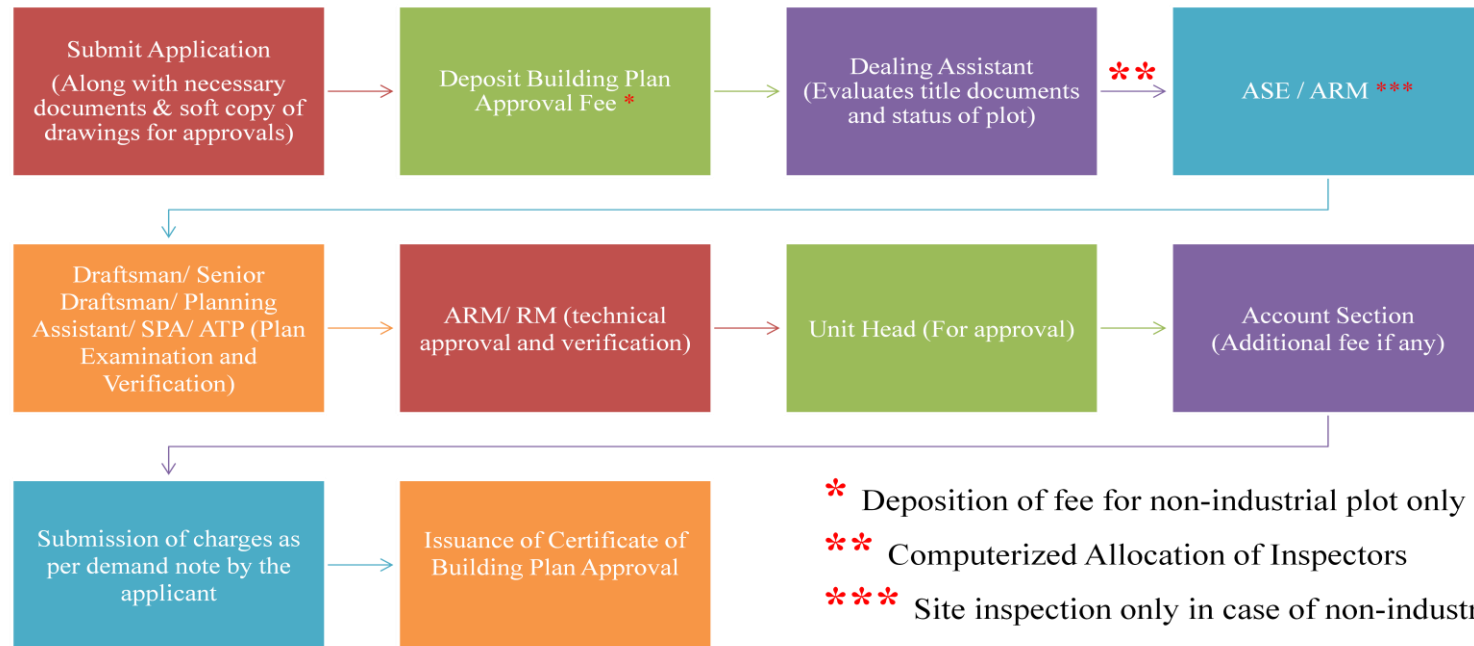 Submit Application
(Along with necessary
documents & soft copy of
drawings for approvals)
Deposit Building Plan
Approval Fee *
Dealing Assistant
(Evaluates title documents
and status of plot)
**
ASE / ARM ***
Draftsman/ Senior
Draftsman/ Planning
Assistant/ SPA/ ATP (Plan
Examination and
Verification)
ARM/ RM (technical
approval and verification)
Unit Head (For approval)
Account Section
(Additional fee if any)
Submission of charges as
per demand note by the
applicant
Issuance of Certificate of
Building Plan Approval
* Deposition of fee for non-industrial plot only
** Computerized Allocation of Inspectors
*** Site inspection only in case of